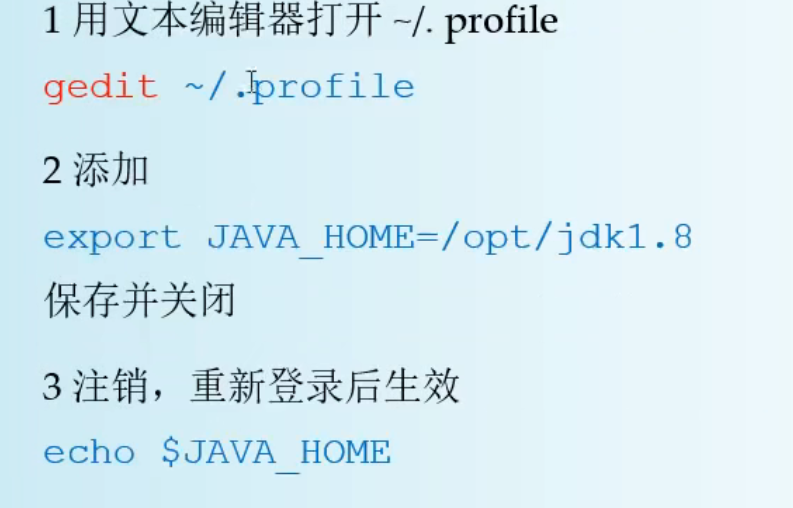 1 用文本编辑器打开 ~/. profile
gedit ~/.profile
2 添加
export JAVA_HOME=/opt/jdk1.8
保存并关闭
3 注销，重新登录后生效
echo $JAVA_HOME